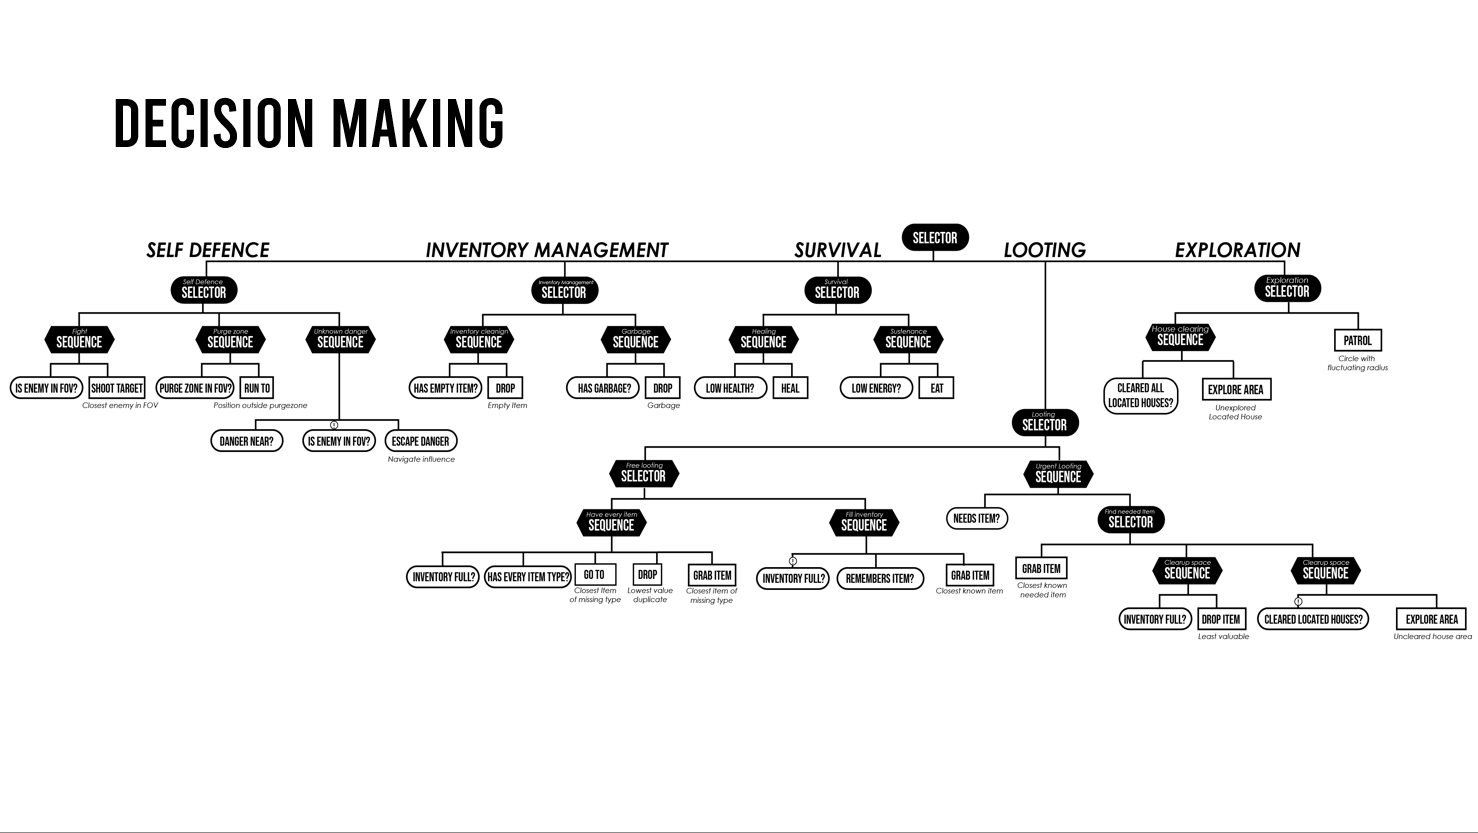 DECISION MAKING
SELF DEFENCE
INVENTORY MANAGEMENT
SURVIVAL
SELECTOR
LOOTING
EXPLORATION
Self Defence
SELECTOR
Inventory Management
SELECTOR
Survival
SELECTOR
Exploration
SELECTOR
Fight
SEQUENCE
Purge zone
SEQUENCE
Unknown danger
SEQUENCE
Inventory cleanign
SEQUENCE
Garbage
SEQUENCE
Healing
SEQUENCE
Sustenance
SEQUENCE
House clearing
SEQUENCE
PATROL
Circle with
fluctuating radius
IS ENEMY IN FOV?
SHOOT TARGET
Closest enemy in FOV
PURGE ZONE IN FOV?
RUN TO
Position outside purgezone
HAS EMPTY ITEM?
DROP
Empty Item
HAS GARBAGE?
DROP
Garbage
LOW HEALTH?
HEAL
LOW ENERGY?
EAT
CLEARED ALL
LOCATED HOUSES?
EXPLORE AREA
Unexplored
Located House
DANGER NEAR?
!
IS ENEMY IN FOV?
ESCAPE DANGER
Navigate influence
Looting
SELECTOR
Free looting
SELECTOR
Urgent Looting
SEQUENCE
Have every item
SEQUENCE
Fill inventory
SEQUENCE
NEEDS ITEM?
Find needed item
SELECTOR
INVENTORY FULL?
HAS EVERY ITEM TYPE?
GO TO
Closest Item
of missing type
DROP
Lowest value
duplicate
GRAB ITEM
Closest item of
missing type
!
INVENTORY FULL?
REMEMBERS ITEM?
GRAB ITEM
Closest known item
GRAB ITEM
Closest known
needed item
Clearup space
SEQUENCE
Clearup space
SEQUENCE
INVENTORY FULL?
DROP ITEM
Least valuable
!
CLEARED LOCATED HOUSES?
EXPLORE AREA
Uncleared house area